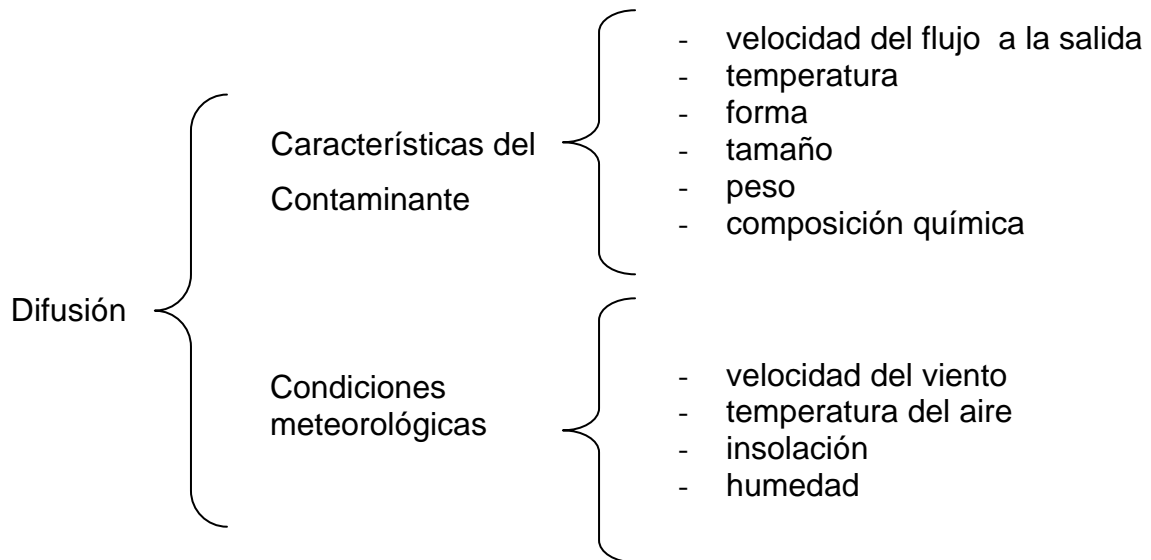 Difusión
Características del
Contaminante
- velocidad del flujo a la salida
- temperatura
- forma
- tamaño
- peso
- composición química
Condiciones
meteorológicas
- velocidad del viento
- temperatura del aire
- insolación
- humedad